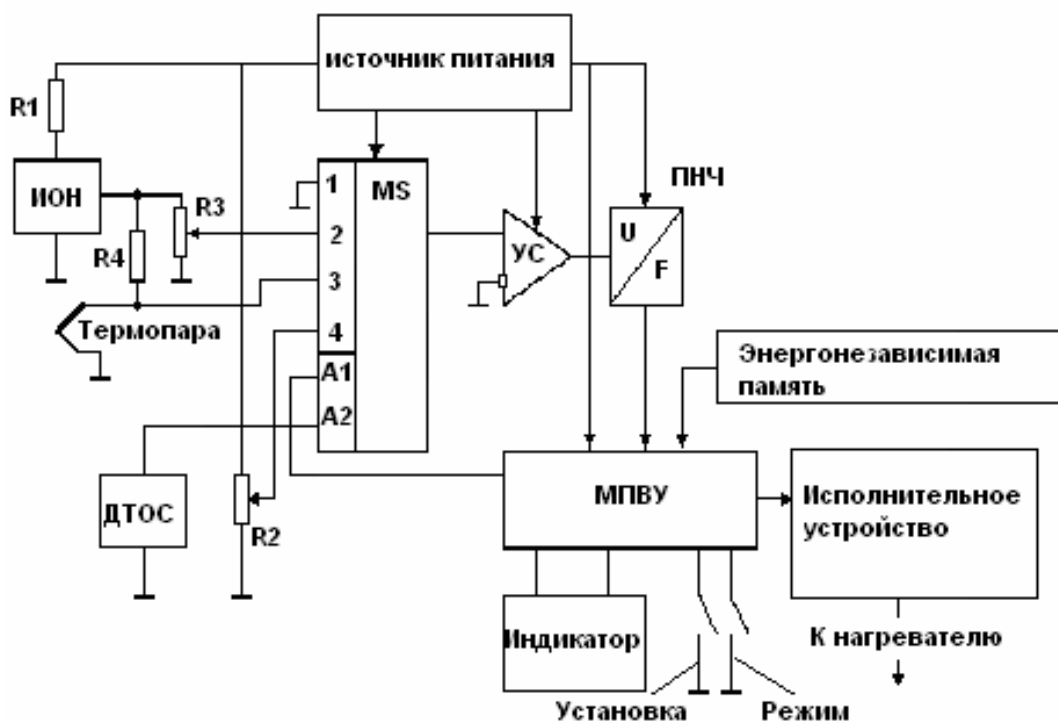 источник питания
R1
ПНЧ
ИОН
1
MS
R3
2
УС
U
F
R4
3
Термопара
4
Энергонезависимая
память
A1
A2
ДТОС
R2
МПВУ
Исполнительное
устройство
Индикатор
К нагревателю
Установка
Режим